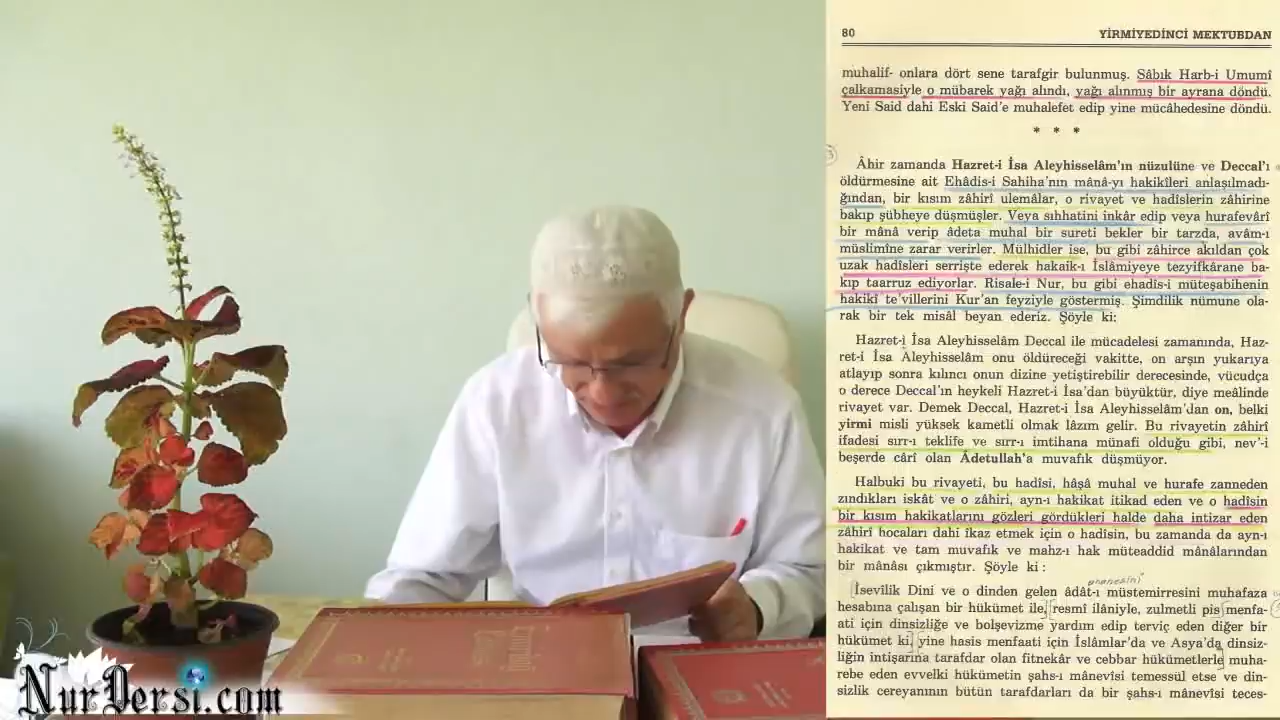 80 YİRMİYEDİNCİ MEKTUBDAN
muhalif- onlara dört sene tarafgir bulunmuş. Sâbık Harb-i Umumî
çalkamasiyle o mübarek yağı alındı, yağı alınmış bir ayrana döndü.
Yeni Said dahi Eski Said'e muhalefet edip yine mücâhedesine döndü.
* * *
Âhir zamanda Hazret-i İsa Aleyhisselâm'ın nüzulüne ve Deccal'ı
öldürmesine ait Ehâdis-i Sahiha'nın mânâ-yı hakikîleri anlaşılmadı-
ğından, bir kısım zâhirî ulemâlar, o rivayet ve hadîslerin zâhirine
bakıp şübheye düşmüşler. Veya sıhhatini inkâr edip veya hurafevârî
bir mânâ verip âdeta muhal bir sureti bekler bir tarzda, avâm-ı
müslimîne zarar verirler. Mülhidler ise, bu gibi zâhirce akıldan çok
uzak hadîsleri serrişte ederek hakaik-ı İslâmiyeye tezyifkârane ba-
kıp taarruz ediyorlar. Risale-i Nur, bu gibi ehadis-i müteşabihenin
hakikî te'villerini Kur'an feyziyle göstermiş. Şimdilik nümune ola-
rak bir tek misâl beyan ederiz. Şöyle ki:
Hazret-i İsa Aleyhisselâm Deccal ile mücadelesi zamanında, Haz-
ret-i İsa Aleyhisselâm onu öldüreceği vakitte, on arşın yukarıya
atlayıp sonra kılıncı onun dizine yetiştirebilir derecesinde, vücudça
o derece Deccal'ın heykeli Hazret-i İsa'dan büyüktür, diye meâlinde
rivayet var. Demek Deccal, Hazret-i İsa Aleyhisselâm'dan on, belki
yirmi misli yüksek kametli olmak lâzım gelir. Bu rivayetin zâhirî
ifadesi sırr-ı teklife ve sırr-ı imtihana münafi olduğu gibi, nev'-i
beşerde cârî olan Âdetullah'a muvafık düşmüyor.
Halbuki bu rivayeti, bu hadîsi, hâşâ muhal ve hurafe zanneden
zındıkları iskât ve o zâhiri, ayn-ı hakikat itikad eden ve o hadîsin
bir kısım hakikatlarını gözleri gördükleri halde daha intizar eden
zâhirî hocaları dahi îkaz etmek için o hadîsin, bu zamanda da ayn-ı
hakikat ve tam muvafık ve mahz-ı hak müteaddid mânâlarından
bir mânâsı çıkmıştır. Şöyle ki :
ananesini
İsevîlik Dini ve o dinden gelen âdât-ı müstemirresini muhafaza
hesabına çalışan bir hükümet ile, resmî ilâniyle, zulmetli pis menfa-
ati için dinsizliğe ve bolşevizme yardım edip terviç eden diğer bir
hükümet ki, yine hasis menfaati için İslâmlar'da ve Asya'da dinsiz-
liğin intişarına tarafdar olan fitnekâr ve cebbar hükümetlerle muha-
rebe eden evvelki hükümetin şahs-ı mânevîsi temessül etse ve din-
sizlik cereyanının bütün tarafdarları da bir şahs-ı mânevîsi teces-
NurDersi.com